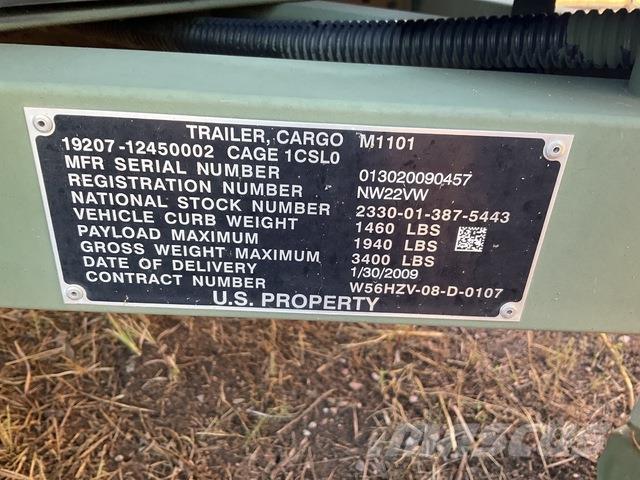 TRAILER, CARGO M1101
19207-12450002 CAGE 1CSL0
MFR SERIAL NUMBER 013020090457
REGISTRATION NUMBER NW22VW
NATIONAL STOCK NUMBER 2330-01-387-5443
VEHICLE CURB WEIGHT 1460 LBS
PAYLOAD MAXIMUM 1940 LBS
GROSS WEIGHT MAXIMUM 3400 LBS
DATE OF DELIVERY 1/30/2009
CONTRACT NUMBER W56HZV-08-D-0107
U.S. PROPERTY